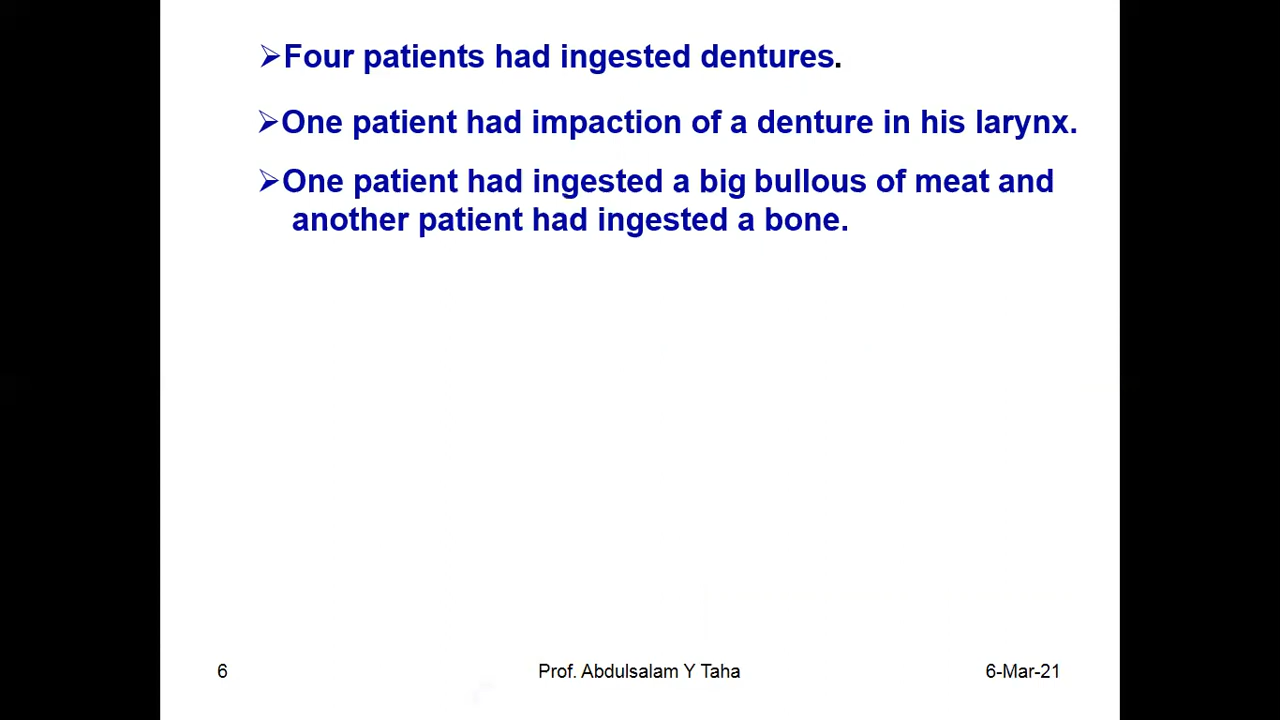 ➢Four patients had ingested dentures.
➢One patient had impaction of a denture in his larynx.
➢One patient had ingested a big bullous of meat and
another patient had ingested a bone.
6 Prof. Abdulsalam Y Taha 6-Mar-21